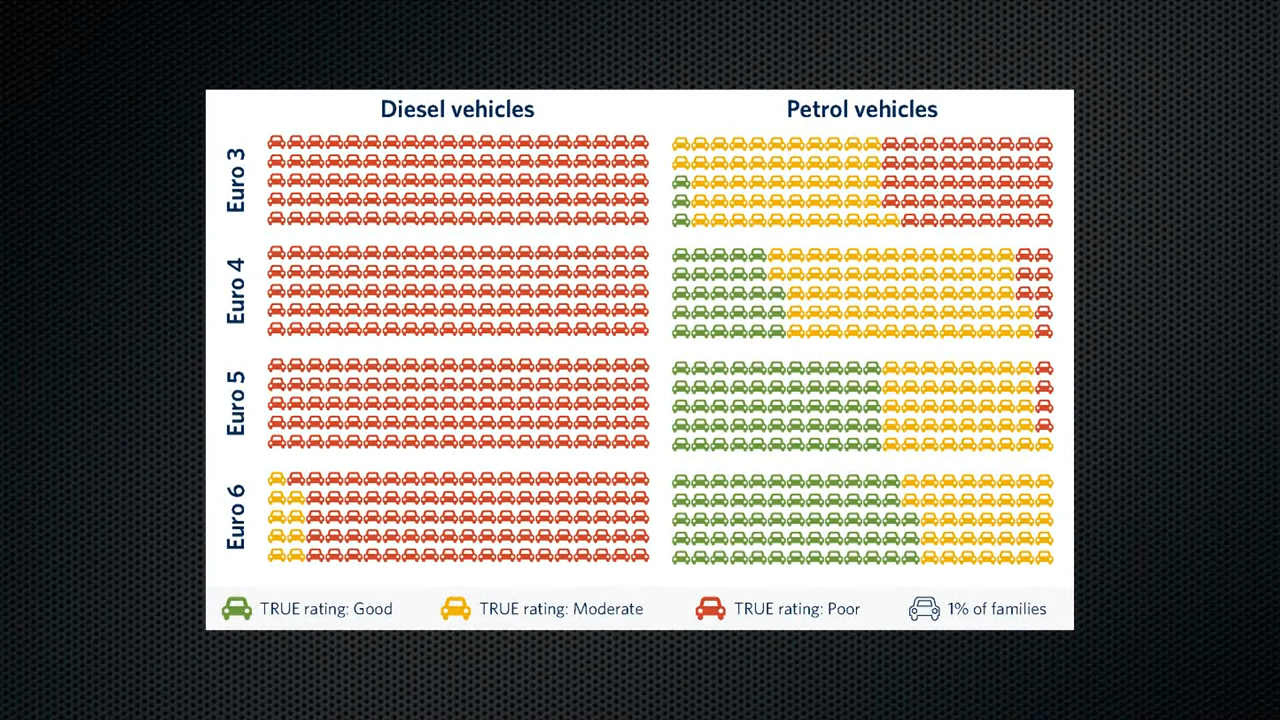 Diesel vehicles
Petrol vehicles
Euro 3
Euro 4
Euro 5
Euro 6
TRUE rating: Good
TRUE rating: Moderate
TRUE rating: Poor
1% of families